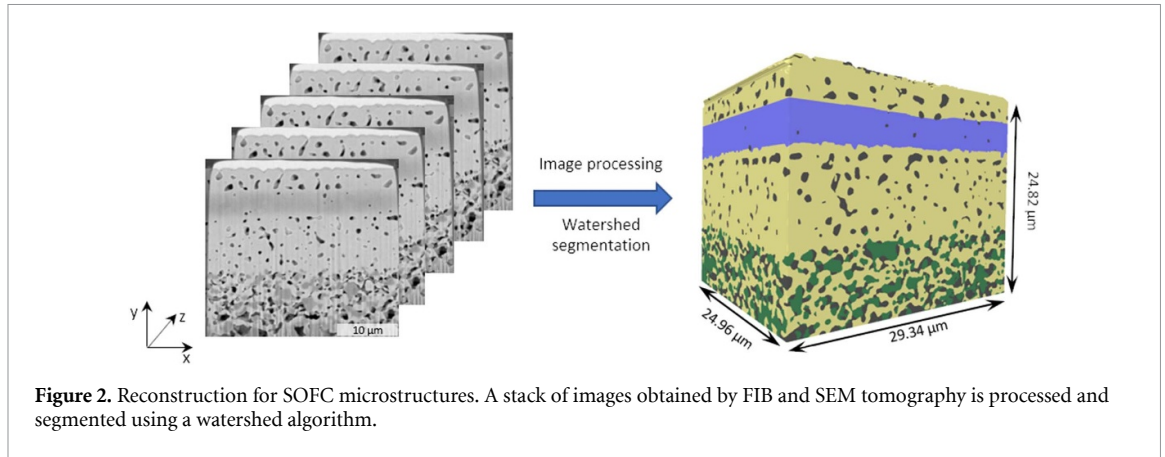 Image processing
Watershed
segmentation
y
z
x
10 µm
24.82 µm
24.96 µm
29.34 µm
Figure 2. Reconstruction for SOFC microstructures. A stack of images obtained by FIB and SEM tomography is processed and
segmented using a watershed algorithm.